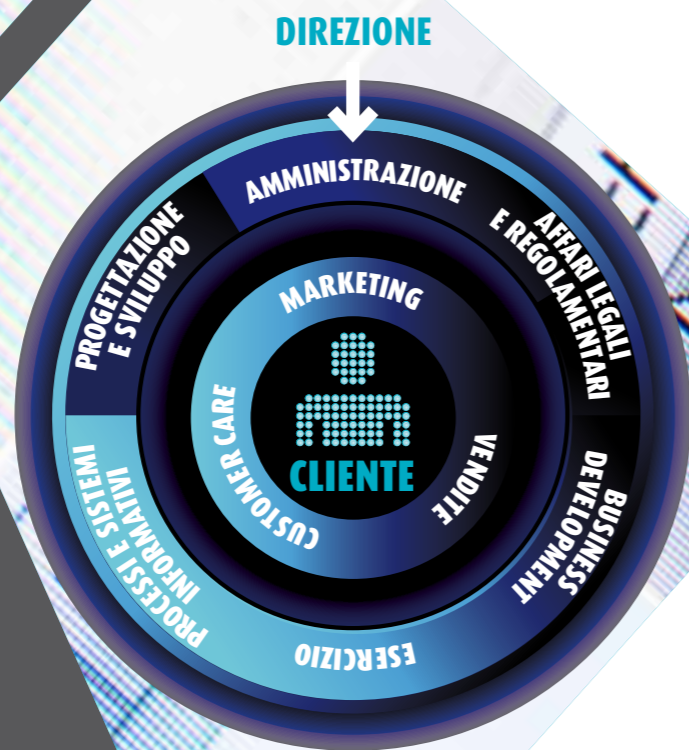 DIREZIONE
AMMINISTRAZIONE
AFFARI LEGALI
E REGOLAMENTARI
BUSINESS
DEVELOPMENT
ESERCIZIO
PROCESSI E SISTEMI
INFORMATIVI
PROGETTAZIONE
E SVILUPPO
MARKETING
VENDITE
CUSTOMER CARE
CLIENTE